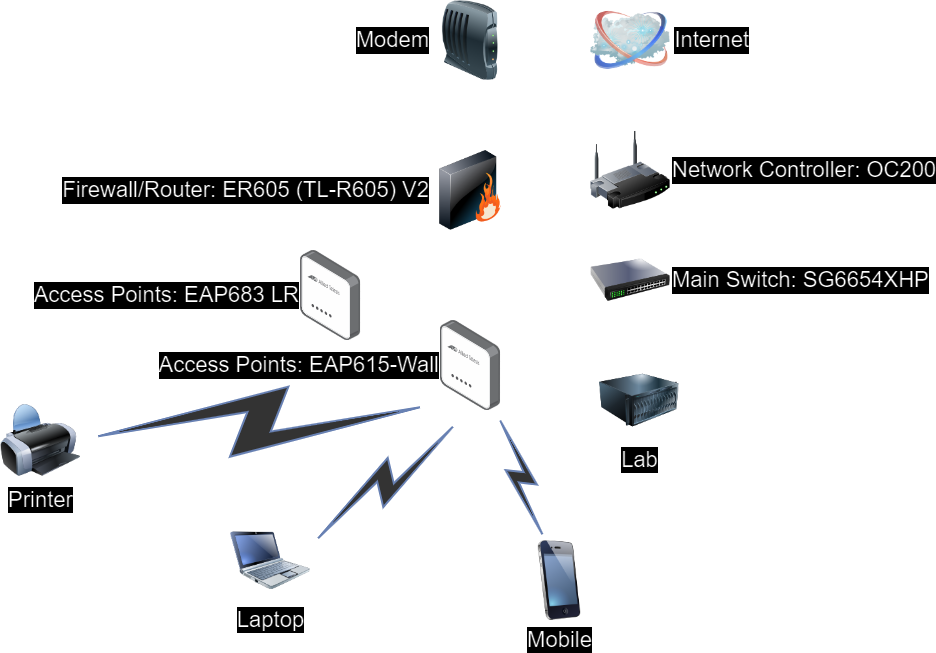 Modem
Internet
Network Controller: OC200
Firewall/Router: ER605 (TL-R605) V2
Main Switch: SG6654XHP
Access Points: EAP683 LR
Access Points: EAP615-Wall
Lab
Printer
Laptop
Mobile